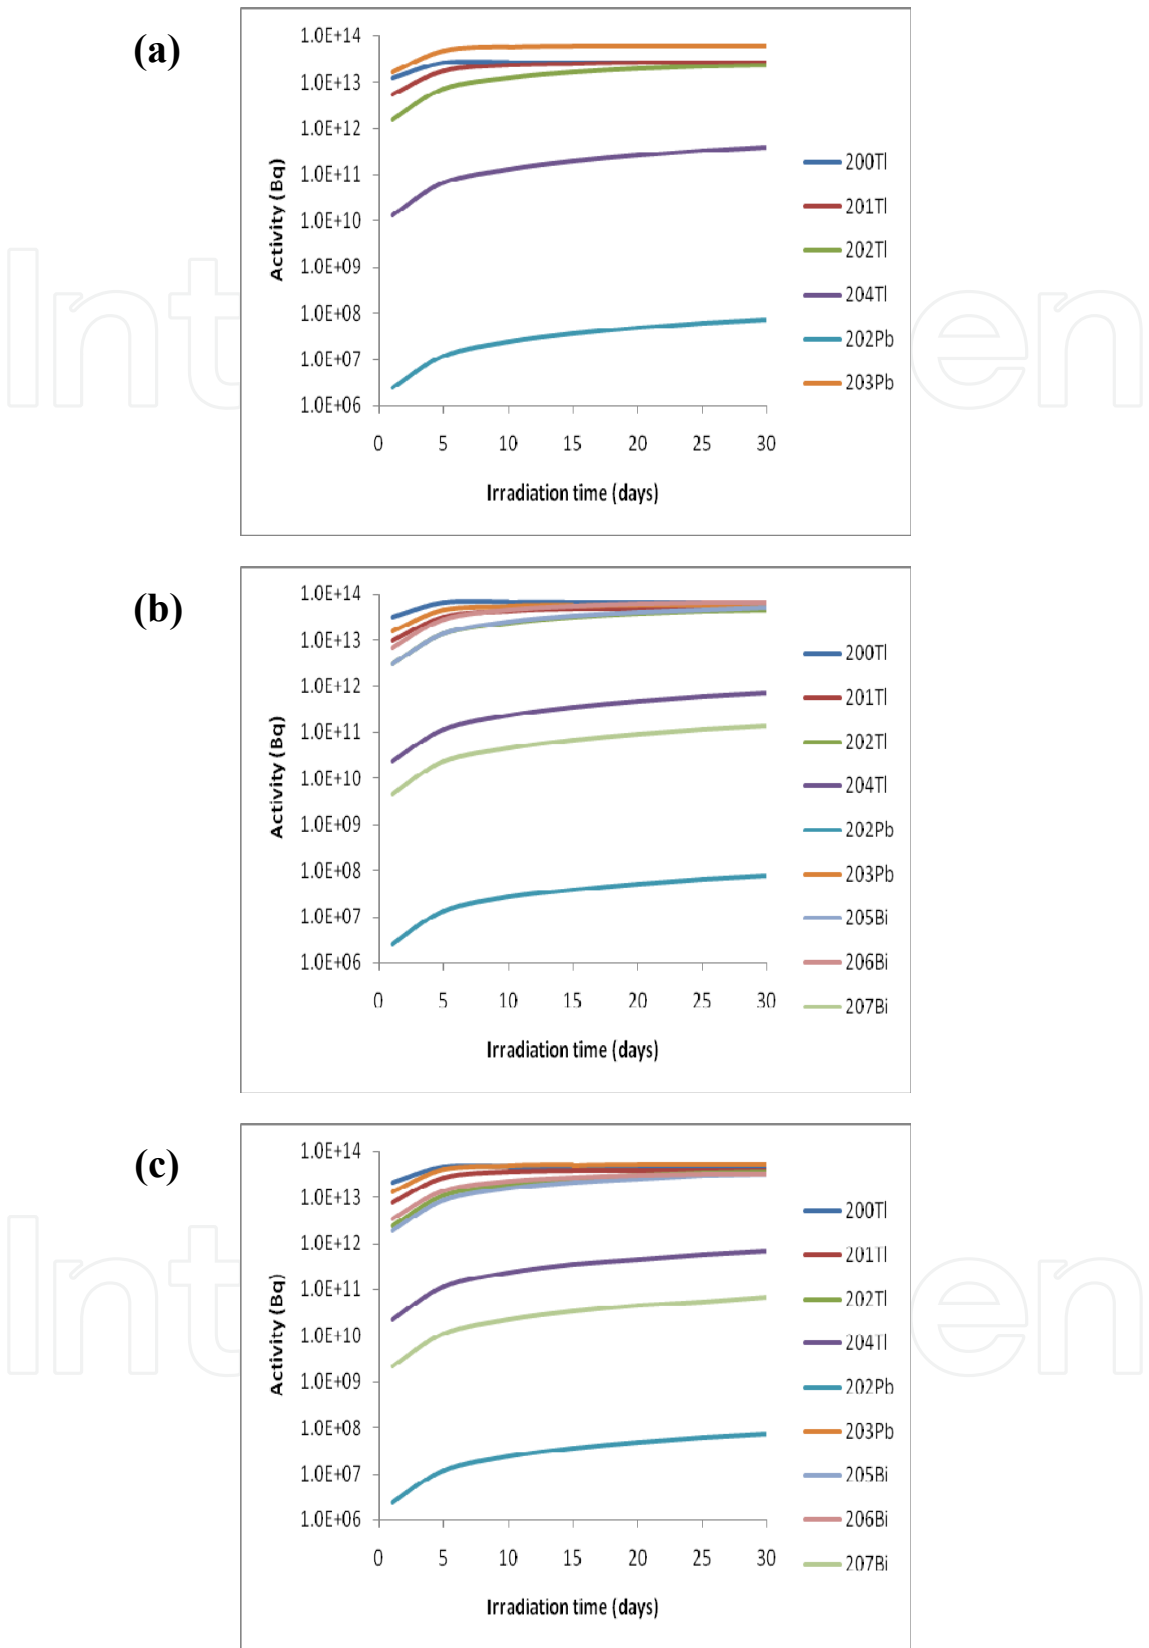 (a)
1.0E+14
1.0E+13
1.0E+12
1.0E+11
1.0E+10
1.0E+09
1.0E+08
1.0E+07
1.0E+06
Activity (Bq)
0 5 10 15 20 25 30
Irradiation time (days)
200Tl
201Tl
202Tl
204Tl
202Pb
203Pb
(b)
1.0E+14
1.0E+13
1.0E+12
1.0E+11
1.0E+10
1.0E+09
1.0E+08
1.0E+07
1.0E+06
Activity (Bq)
0 5 10 15 20 25 30
Irradiation time (days)
200Tl
201Tl
202Tl
204Tl
202Pb
203Pb
205Bi
206Bi
207Bi
(c)
1.0E+14
1.0E+13
1.0E+12
1.0E+11
1.0E+10
1.0E+09
1.0E+08
1.0E+07
1.0E+06
Activity (Bq)
0 5 10 15 20 25 30
Irradiation time (days)
200Tl
201Tl
202Tl
204Tl
202Pb
203Pb
205Bi
206Bi
207Bi